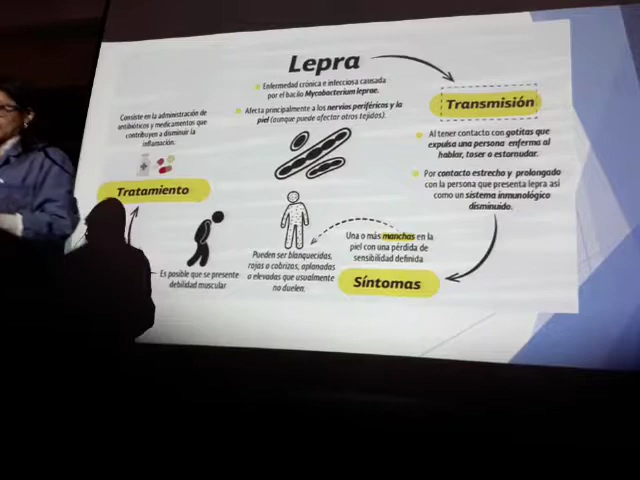 Lepra
Enfermedad crónica e infecciosa causada
por el bacilo Mycobacterium leprae.
Afecta principalmente a los nervios periféricos y la
piel (aunque puede afectar otros tejidos).
Transmisión
Al tener contacto con gotitas que
expulsa una persona enferma al
hablar, toser o estornudar.
Por contacto estrecho y prolongado
con la persona que presenta lepra así
como un sistema inmunológico
disminuido.
Síntomas
Una o más manchas en la
piel con una pérdida de
sensibilidad definida
Pueden ser blanquecidas,
rojas o cobrizas, aplanadas
o elevadas que usualmente
no duelen.
Es posible que se presente
debilidad muscular
Tratamiento
Consiste en la administración de
antibióticos y medicamentos que
contribuyen a disminuir la
inflamación.